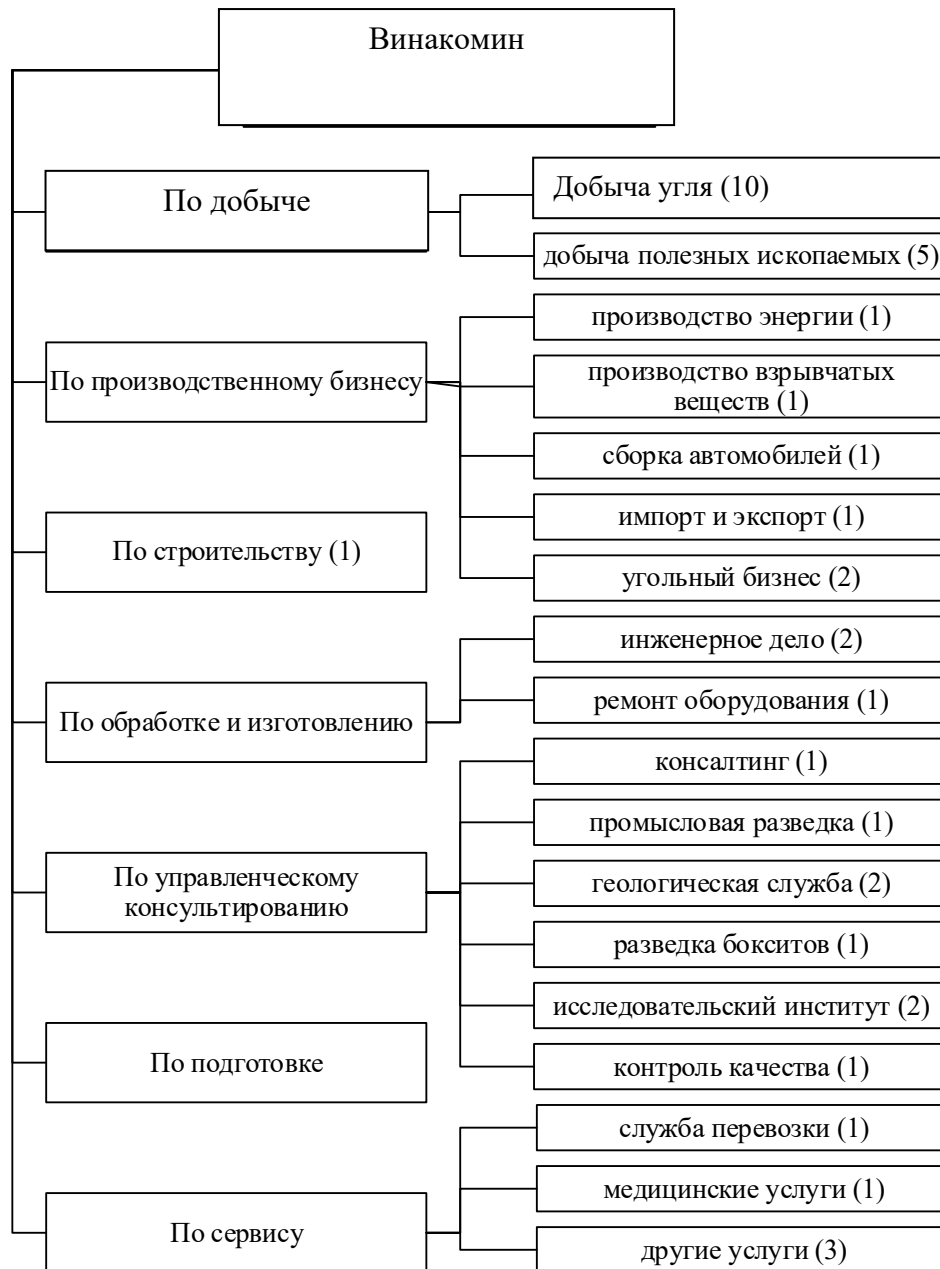 Винакомин
По добыче
Добыча угля (10)
добыча полезных ископаемых (5)
По производственному бизнесу
производство энергии (1)
производство взрывчатых
веществ (1)
сборка автомобилей (1)
импорт и экспорт (1)
угольный бизнес (2)
По строительству (1)
По обработке и изготовлению
инженерное дело (2)
ремонт оборудования (1)
По управленческому
консультированию
консалтинг (1)
промысловая разведка (1)
геологическая служба (2)
разведка бокситов (1)
исследовательский институт (2)
контроль качества (1)
По подготовке
По сервису
служба перевозки (1)
медицинские услуги (1)
другие услуги (3)